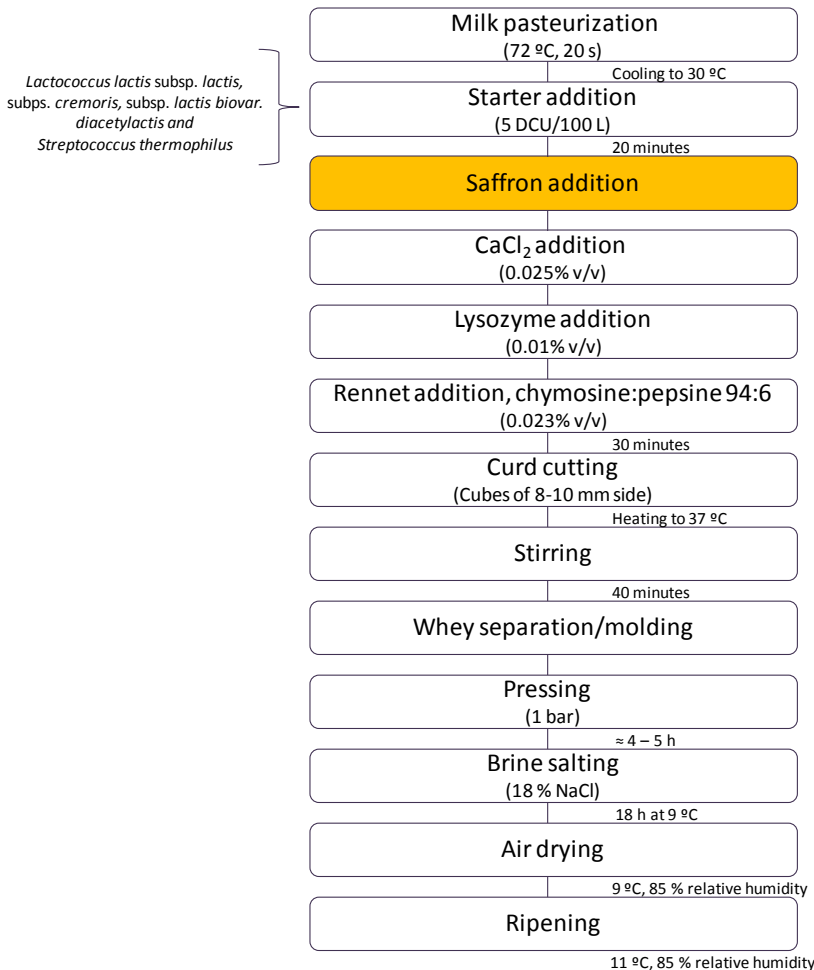 Milk pasteurization
(72 ºC, 20 s)
Cooling to 30 ºC
Lactococcus lactis subsp. lactis,
subps. cremoris, subsp. lactis biovar.
diacetylactis and
Streptococcus thermophilus
Starter addition
(5 DCU/100 L)
20 minutes
Saffron addition
CaCl₂ addition
(0.025% v/v)
Lysozyme addition
(0.01% v/v)
Rennet addition, chymosine:pepsine 94:6
(0.023% v/v)
30 minutes
Curd cutting
(Cubes of 8-10 mm side)
Heating to 37 ºC
Stirring
40 minutes
Whey separation/molding
Pressing
(1 bar)
≈ 4 – 5 h
Brine salting
(18 % NaCl)
18 h at 9 ºC
Air drying
9 ºC, 85 % relative humidity
Ripening
11 ºC, 85 % relative humidity